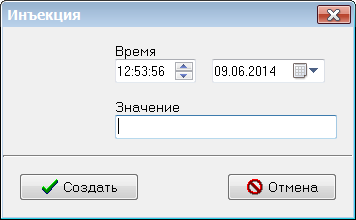 Инъекция
Время
12:53:56 09.06.2014
Значение
Создать Отмена